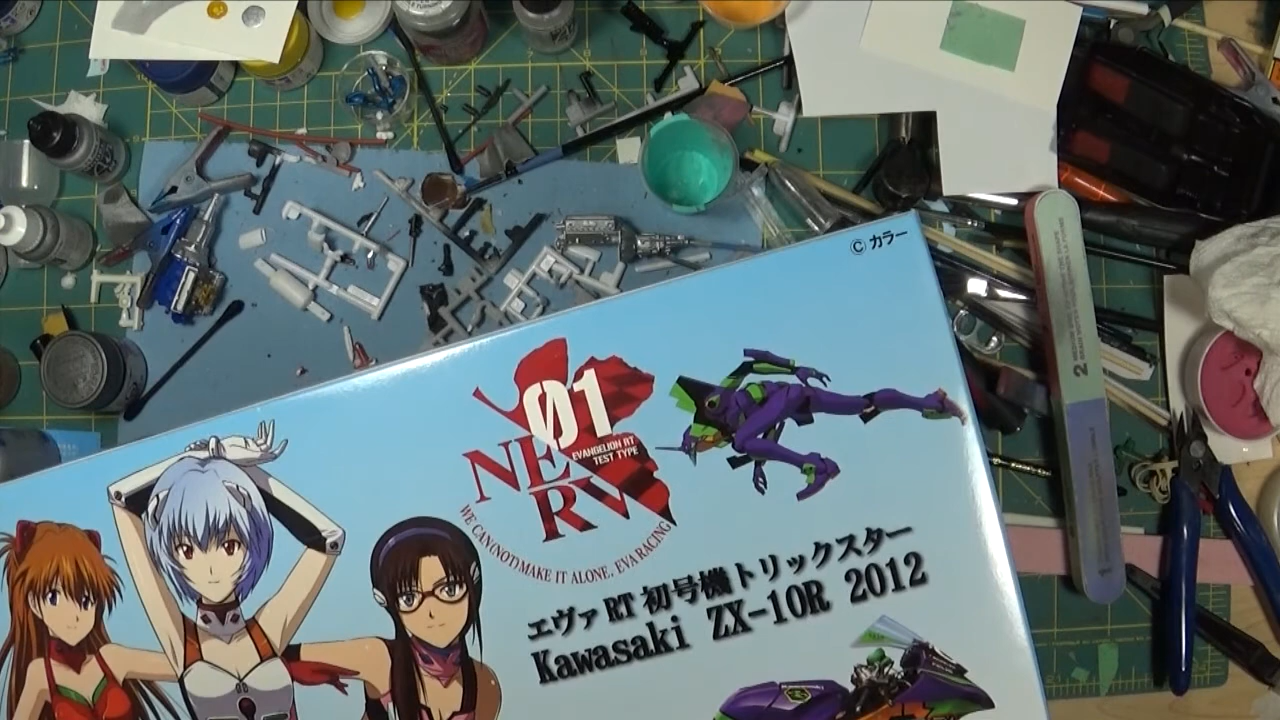 © カラー
01
EVANGELION RT
TEST TYPE
NERV
WE CAN(NOT) MAKE IT ALONE. EVA RACING
エヴァ RT 初号機 トリックスター
Kawasaki ZX-10R 2012
2